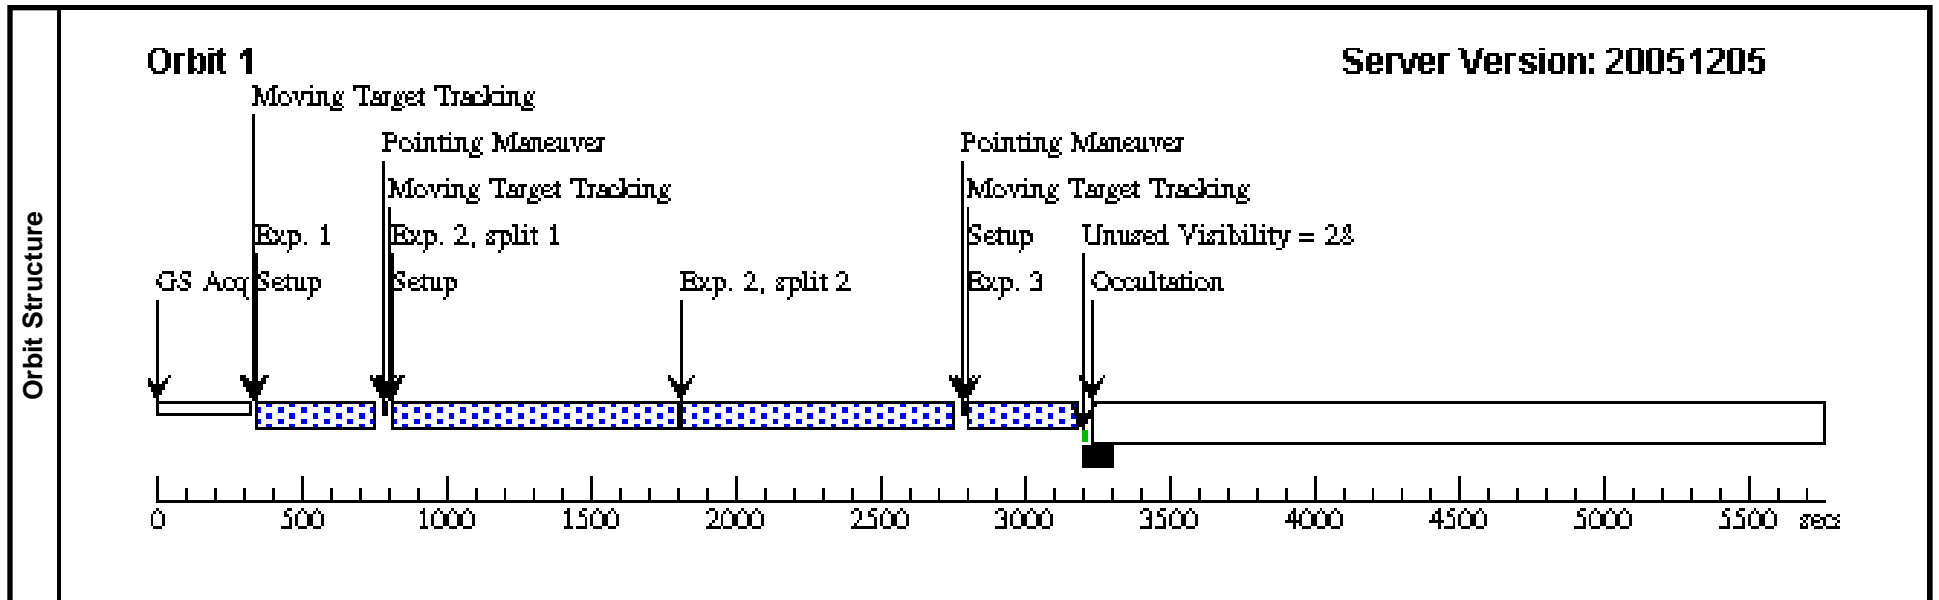 Orbit Structure
Orbit 1
Server Version: 20051205
Moving Target Tracking
Pointing Maneuver
Pointing Maneuver
Moving Target Tracking
Moving Target Tracking
Exp. 1
Exp. 2, split 1
Setup
Unused Visibility = 28
GS Acq
Setup
Setup
Exp. 2, split 2
Exp. 3
Occultation
0
500
1000
1500
2000
2500
3000
3500
4000
4500
5000
5500
secs